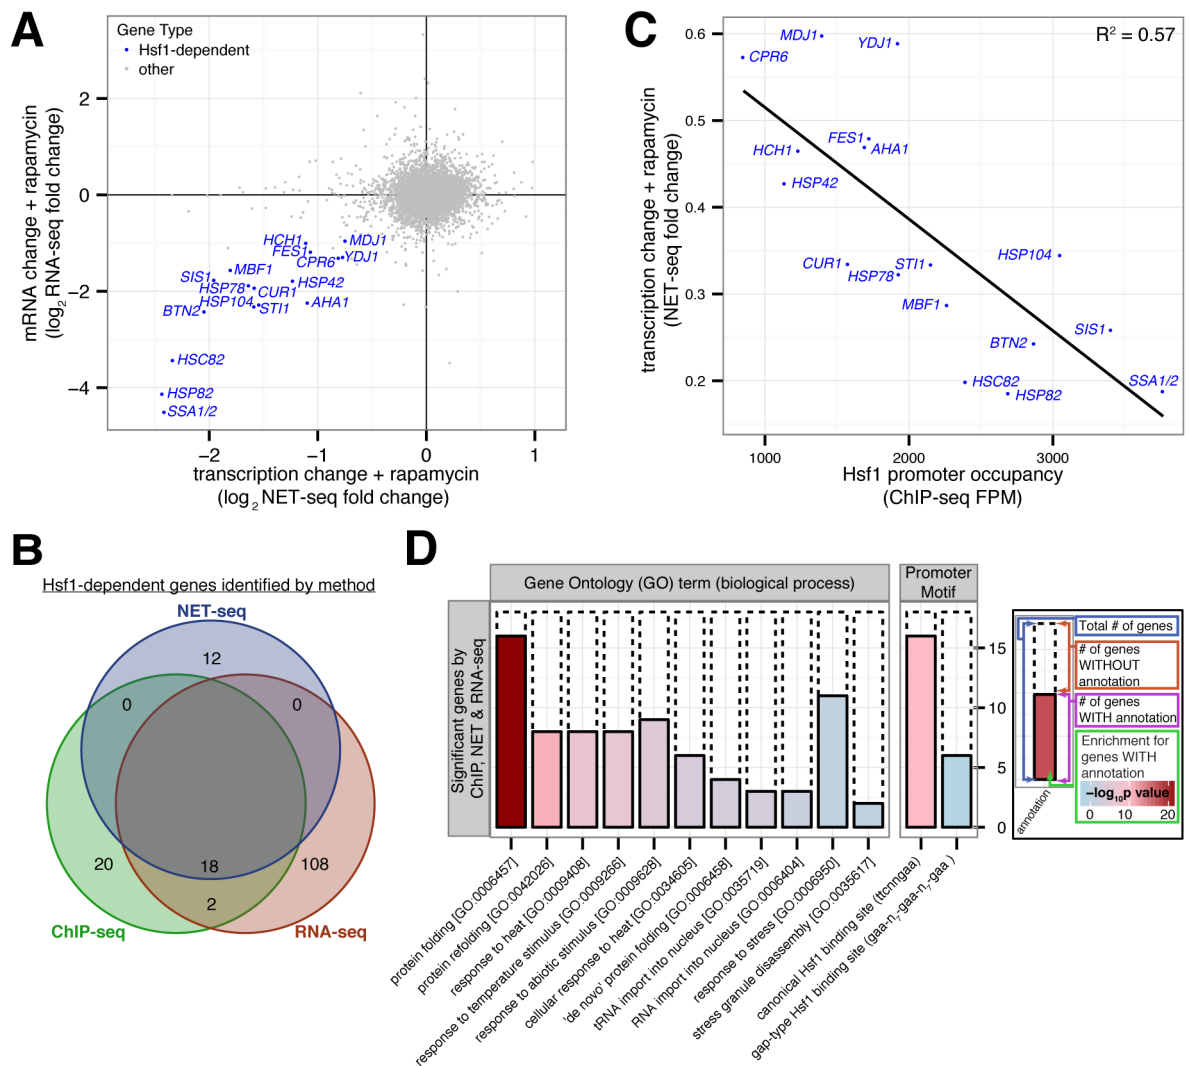 A
Gene Type
Hsf1-dependent
other
mRNA change + rapamycin
(log2 RNA-seq fold change)
2
0
−2
−4
HCH1
MDJ1
FES1
CPR6
YDJ1
MBF1
SIS1
HSP78
CUR1
HSP42
HSP104
STI1
AHA1
BTN2
HSC82
HSP82
SSA1/2
−2
−1
0
1
transcription change + rapamycin
(log2 NET-seq fold change)
C
R2 = 0.57
transcription change + rapamycin
(NET-seq fold change)
0.6
0.5
0.4
0.3
0.2
MDJ1
YDJ1
CPR6
FES1
HCH1
AHA1
HSP42
CUR1
STI1
HSP78
HSP104
MBF1
SIS1
BTN2
HSC82
HSP82
SSA1/2
1000
2000
3000
Hsf1 promoter occupancy
(ChIP-seq FPM)
B
Hsf1-dependent genes identified by method
NET-seq
12
0
0
20
18
108
2
ChIP-seq
RNA-seq
D
Gene Ontology (GO) term (biological process)
Promoter
Motif
Significant genes by
ChIP, NET & RNA-seq
15
10
5
0
protein folding [GO:0006457]
protein refolding [GO:0042026]
response to heat [GO:0009408]
response to temperature stimulus [GO:0009266]
response to abiotic stimulus [GO:0009628]
cellular response to heat [GO:0034605]
'de novo' protein folding [GO:0006458]
tRNA import into nucleus [GO:0035719]
RNA import into nucleus [GO:0006404]
response to stress [GO:0006950]
stress granule disassembly [GO:0035617]
canonical Hsf1 binding site (ttcnngaa)
gap-type Hsf1 binding site (gaa-n7-gaa-n7-gaa )
Total # of genes
# of genes
WITHOUT
annotation
# of genes
WITH annotation
Enrichment for
genes WITH
annotation
−log10p value
0
10
20
annotation